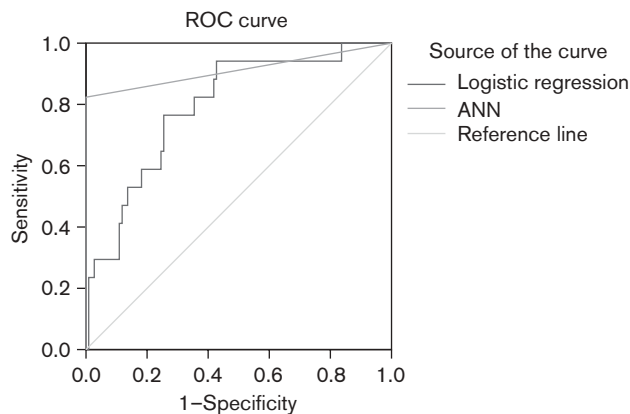 ROC curve
1.0
0.8
0.6
0.4
0.2
0.0
Sensitivity
0.0 0.2 0.4 0.6 0.8 1.0
1–Specificity
Source of the curve
Logistic regression
ANN
Reference line